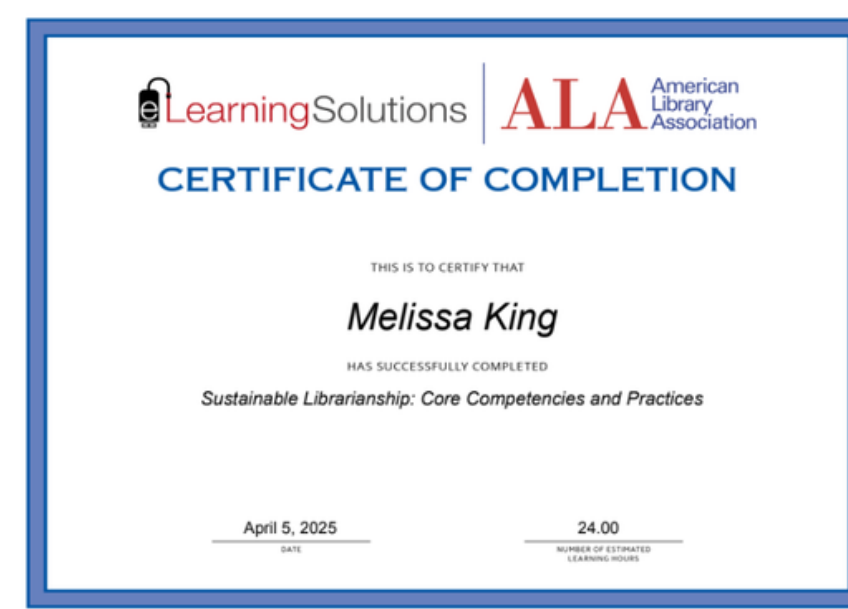 eLearningSolutions
ALA American
Library
Association
CERTIFICATE OF COMPLETION
THIS IS TO CERTIFY THAT
Melissa King
HAS SUCCESSFULLY COMPLETED
Sustainable Librarianship: Core Competencies and Practices
April 5, 2025
DATE
24.00
NUMBER OF ESTIMATED
LEARNING HOURS